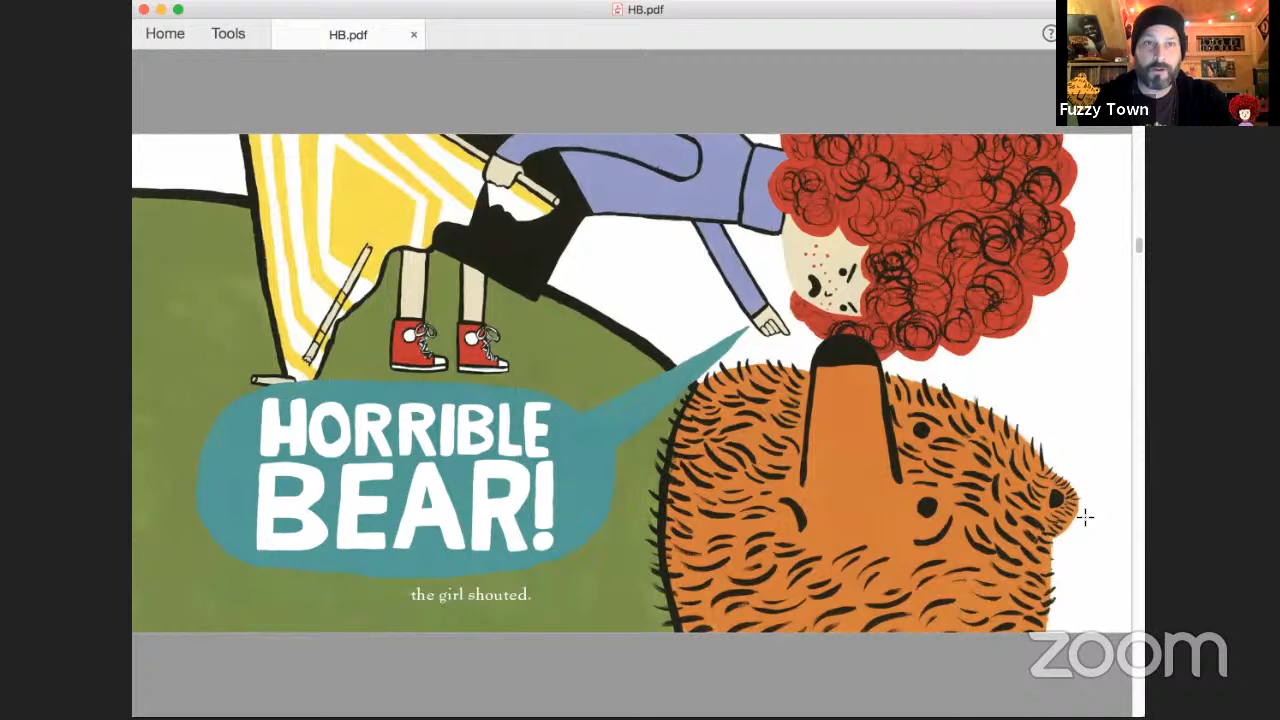 HB.pdf
Home Tools HB.pdf × ?
Fuzzy Town
HORRIBLE
BEAR!
the girl shouted.
zoom